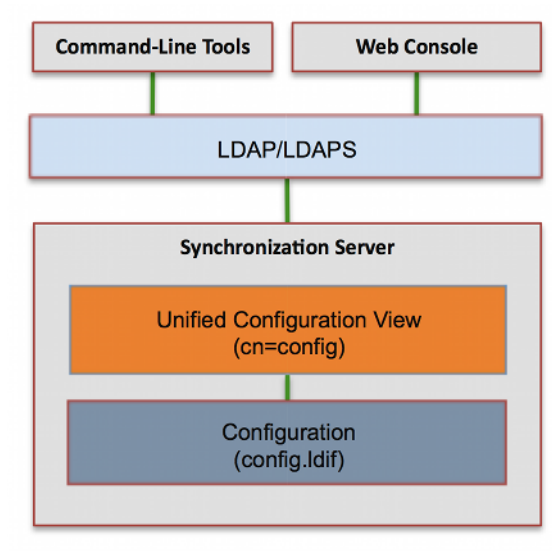 Command-Line Tools
Web Console
LDAP/LDAPS
Synchronization Server
Unified Configuration View
(cn=config)
Configuration
(config.ldif)